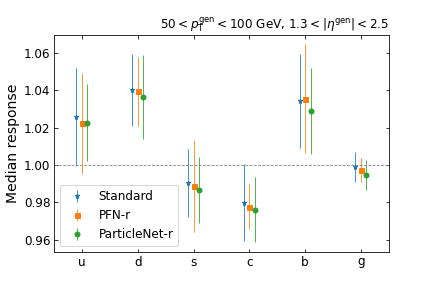 50 < p_T^gen < 100 GeV, 1.3 < |η^gen| < 2.5
Median response
1.06
1.04
1.02
1.00
0.98
0.96
Standard
PFN-r
ParticleNet-r
u d s c b g